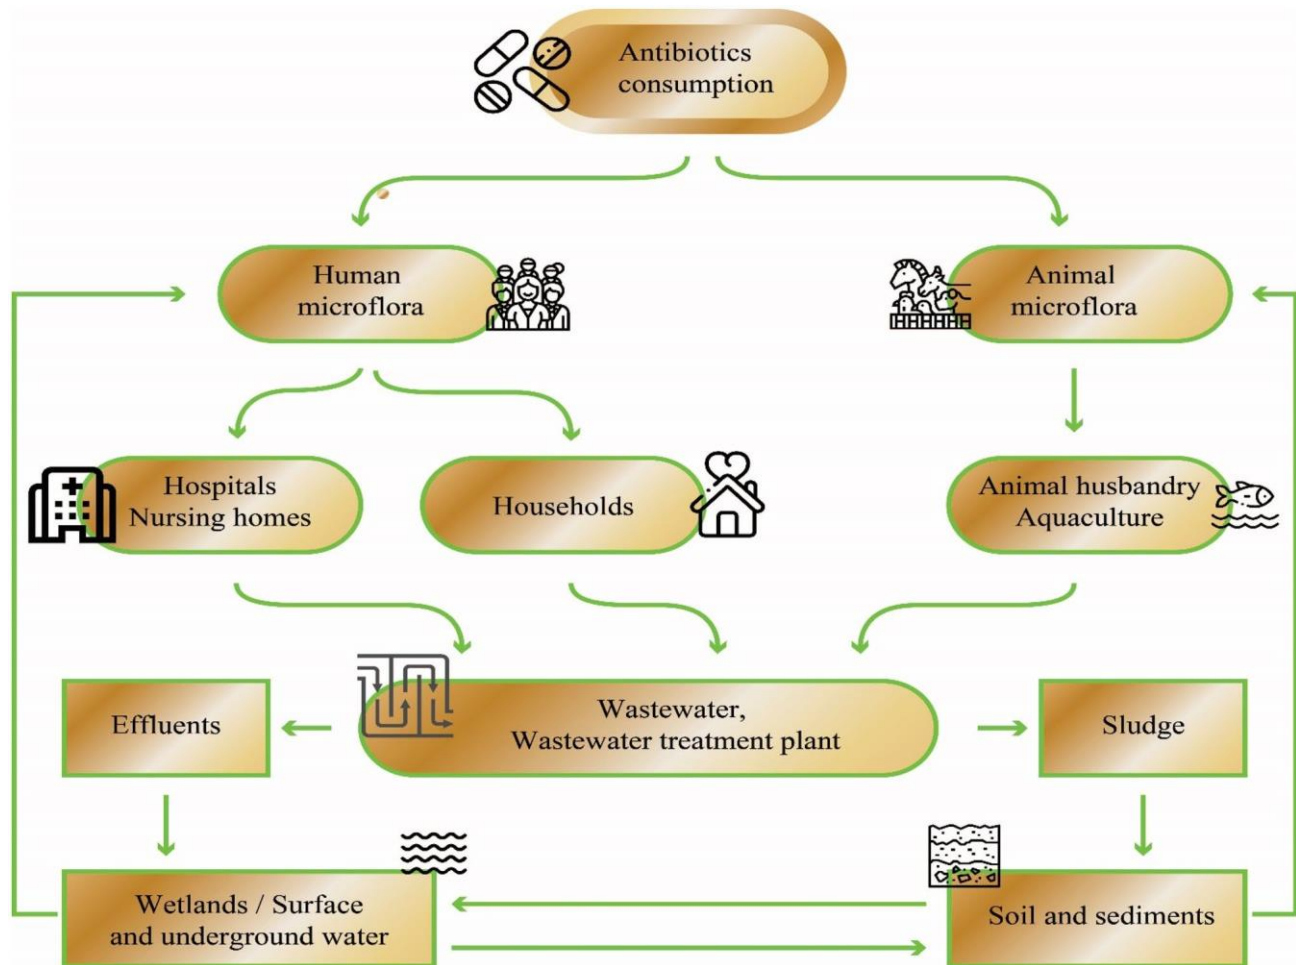 Antibiotics
consumption
Human
microflora
Animal
microflora
Hospitals
Nursing homes
Households
Animal husbandry
Aquaculture
Effluents
Wastewater,
Wastewater treatment plant
Sludge
Wetlands / Surface
and underground water
Soil and sediments